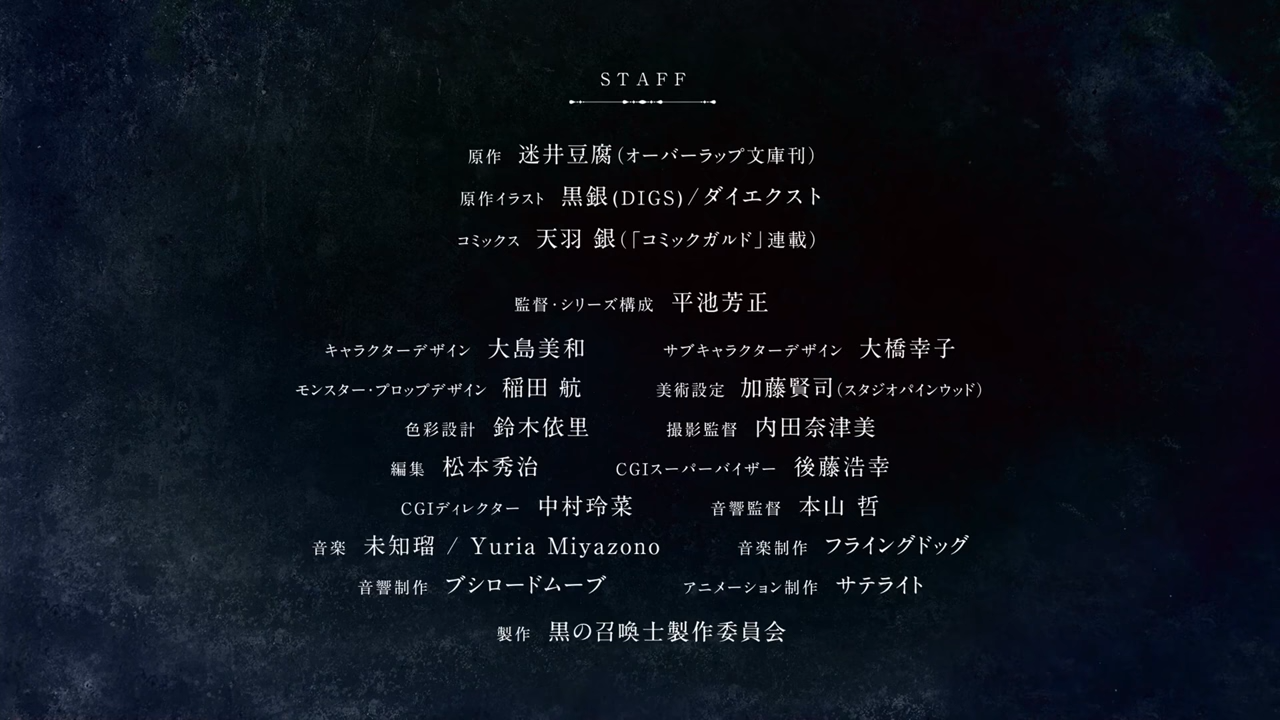 STAFF
原作 迷井豆腐(オーバーラップ文庫刊)
原作イラスト 黒銀(DIGS)/ダイエクスト
コミックス 天羽 銀(「コミックガルド」連載)
監督・シリーズ構成 平池芳正
キャラクターデザイン 大島美和 サブキャラクターデザイン 大橋幸子
モンスター・プロップデザイン 稲田 航 美術設定 加藤賢司(スタジオパインウッド)
色彩設計 鈴木依里 撮影監督 内田奈津美
編集 松本秀治 CGIスーパーバイザー 後藤浩幸
CGIディレクター 中村玲菜 音響監督 本山 哲
音楽 未知瑠 / Yuria Miyazono 音楽制作 フライングドッグ
音響制作 ブシロードムーブ アニメーション制作 サテライト
製作 黒の召喚士製作委員会